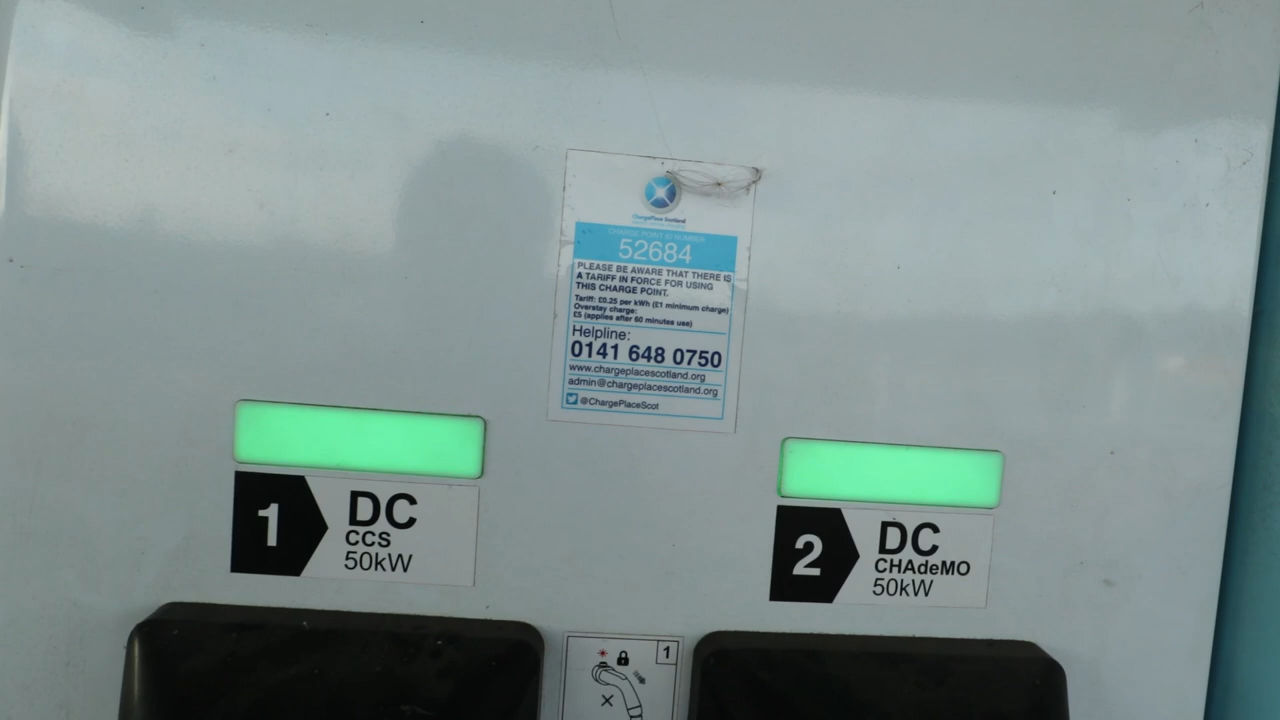 ChargePlace Scotland
CHARGE POINT ID NUMBER
52684
PLEASE BE AWARE THAT THERE IS
A TARIFF IN FORCE FOR USING
THIS CHARGE POINT.
Tariff: £0.25 per kWh (£1 minimum charge)
Overstay charge:
£5 (applies after 60 minutes use)
Helpline:
0141 648 0750
www.chargeplacescotland.org
admin@chargeplacescotland.org
@ChargePlaceScot
1
DC
CCS
50kW
2
DC
CHAdeMO
50kW
1